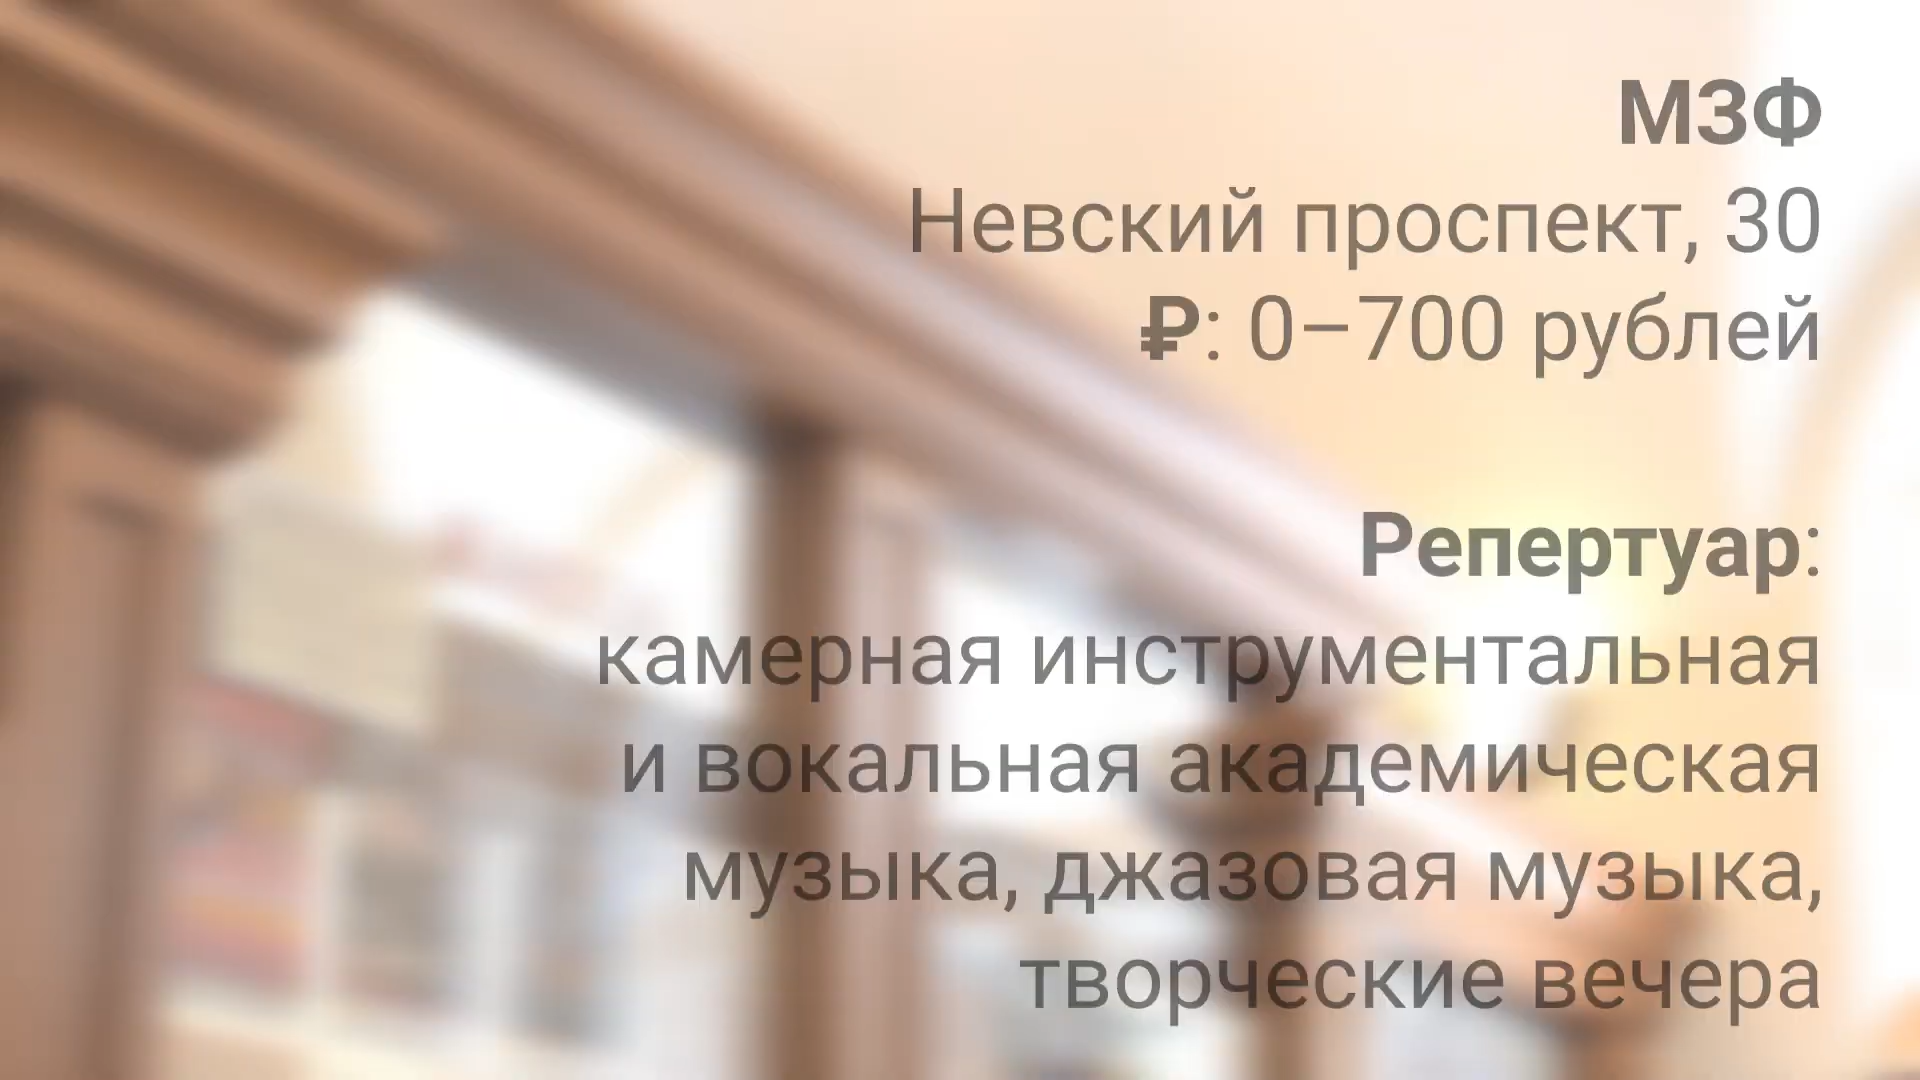 МЗФ
Невский проспект, 30
₽: 0–700 рублей
Репертуар:
камерная инструментальная
и вокальная академическая
музыка, джазовая музыка,
творческие вечера